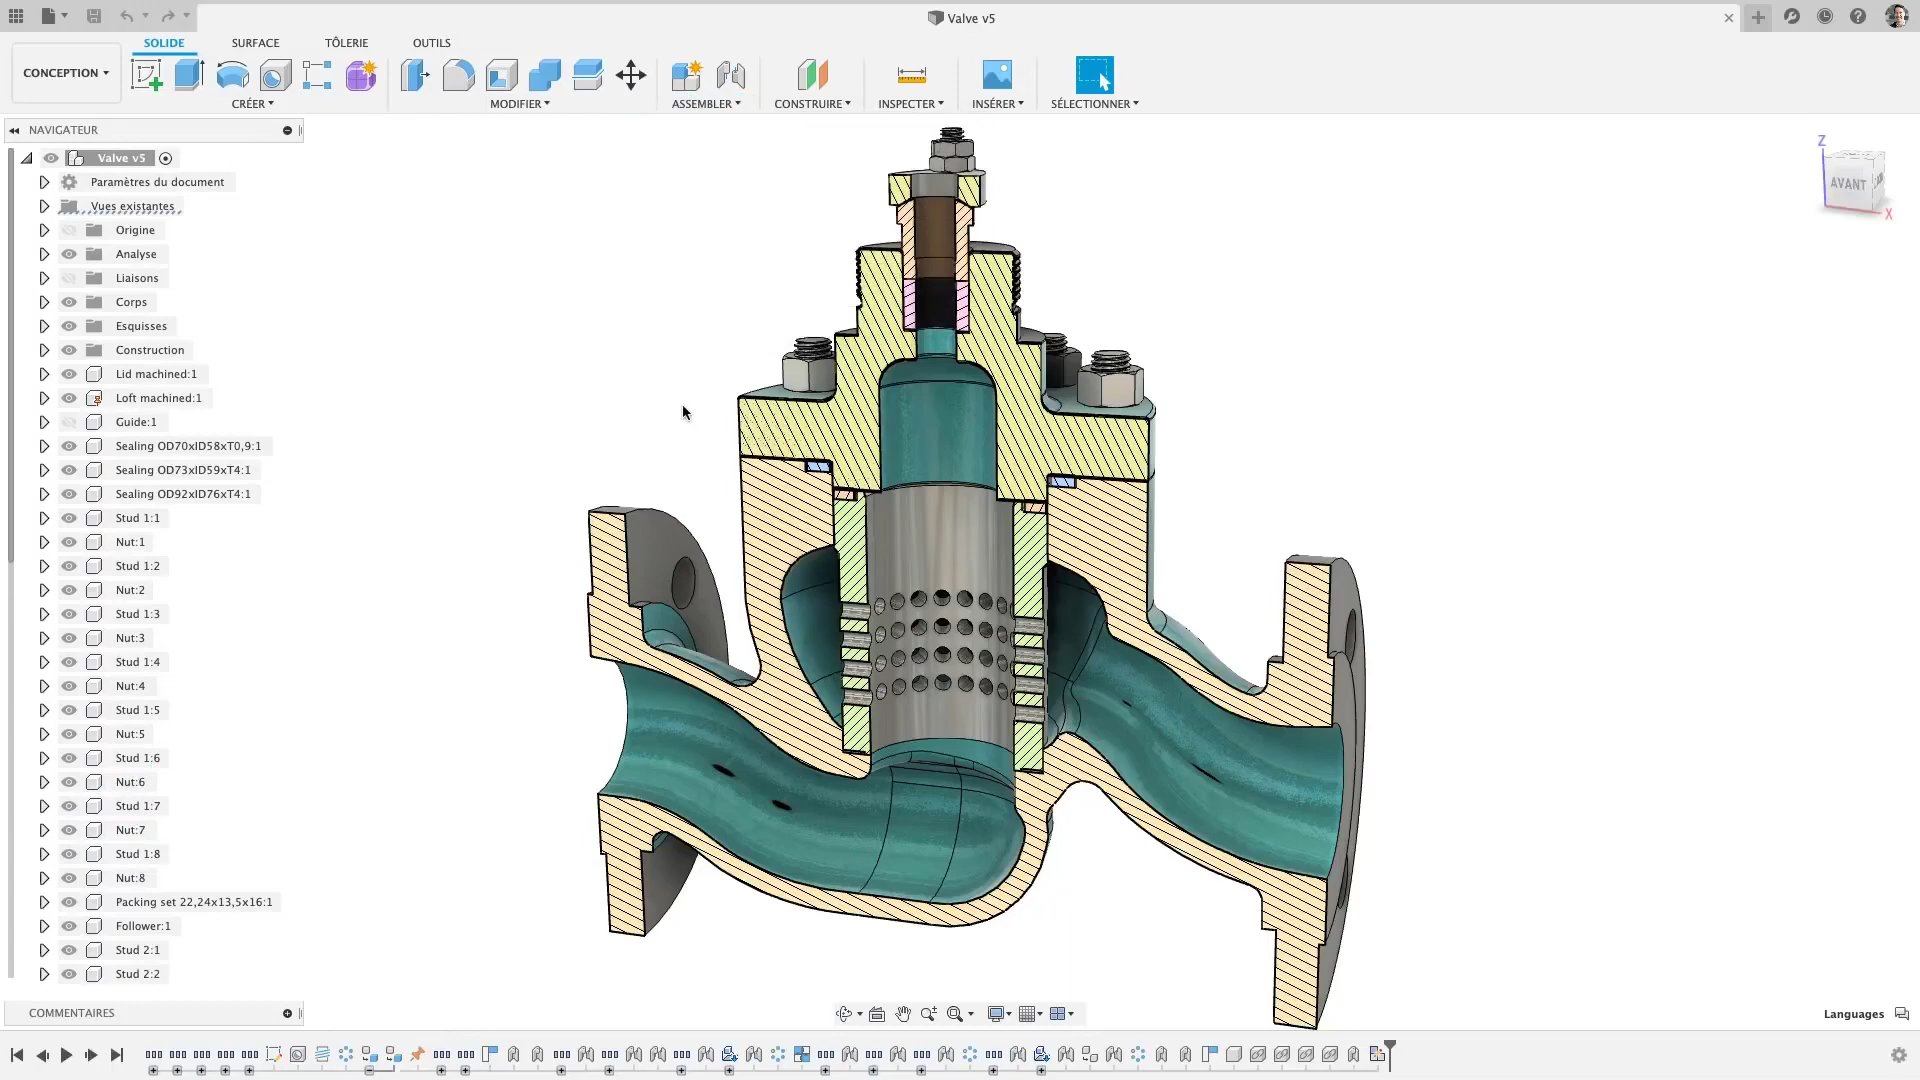 Valve v5
SOLIDE
SURFACE
TÔLERIE
OUTILS
CONCEPTION
CRÉER
MODIFIER
ASSEMBLER
CONSTRUIRE
INSPECTER
INSÉRER
SÉLECTIONNER
NAVIGATEUR
Valve v5
Paramètres du document
Vues existantes
Origine
Analyse
Liaisons
Corps
Esquisses
Construction
Lid machined:1
Loft machined:1
Guide:1
Sealing OD70xID58xT0,9:1
Sealing OD73xID59xT4:1
Sealing OD92xID76xT4:1
Stud 1:1
Nut:1
Stud 1:2
Nut:2
Stud 1:3
Nut:3
Stud 1:4
Nut:4
Stud 1:5
Nut:5
Stud 1:6
Nut:6
Stud 1:7
Nut:7
Stud 1:8
Nut:8
Packing set 22,24x13,5x16:1
Follower:1
Stud 2:1
Stud 2:2
Z
AVANT
X
COMMENTAIRES
Languages